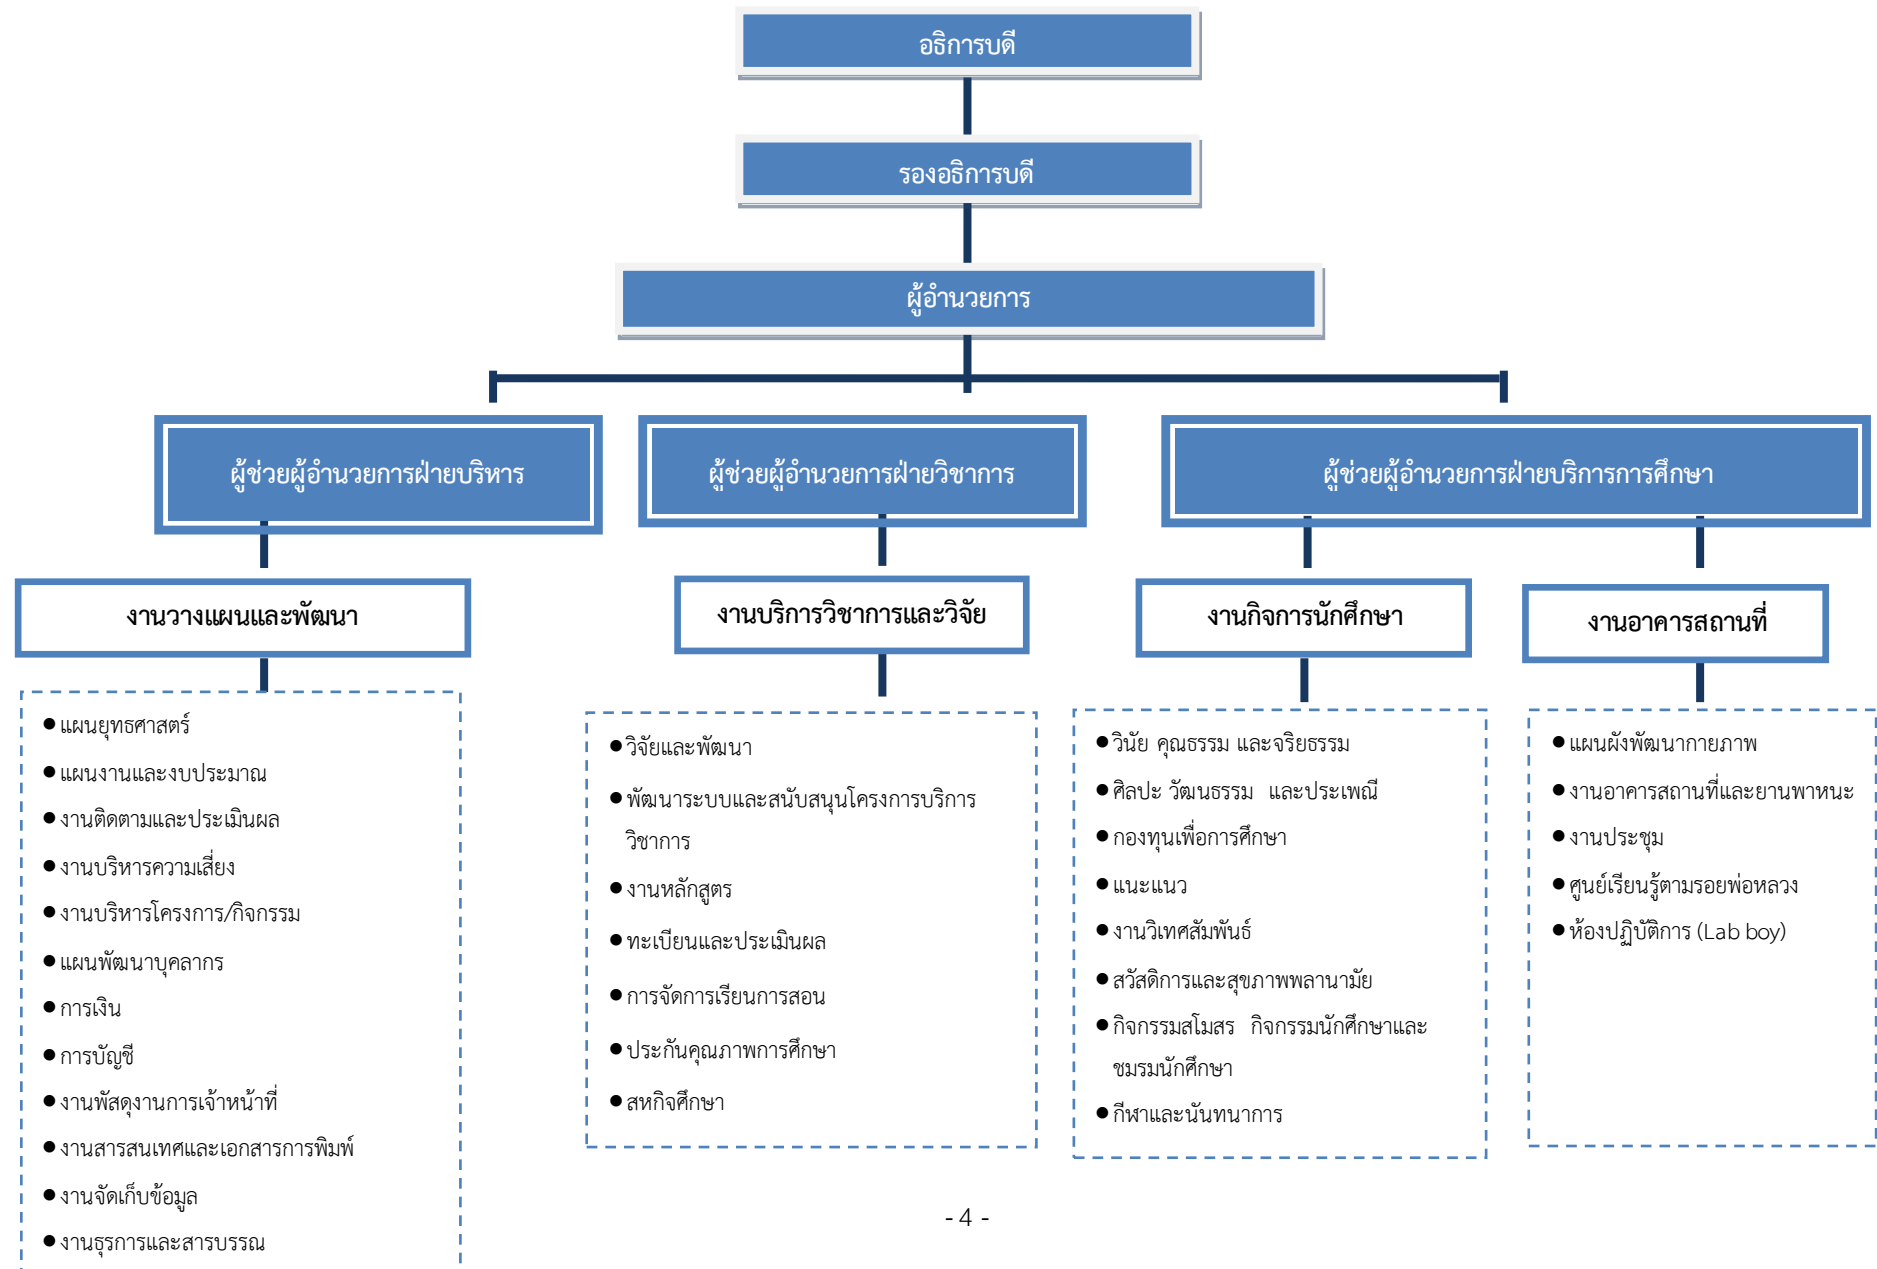 อธิการบดี
รองอธิการบดี
ผู้อำนวยการ
ผู้ช่วยผู้อำนวยการฝ่ายบริหาร
ผู้ช่วยผู้อำนวยการฝ่ายวิชาการ
ผู้ช่วยผู้อำนวยการฝ่ายบริการการศึกษา
งานวางแผนและพัฒนา
งานบริการวิชาการและวิจัย
งานกิจการนักศึกษา
งานอาคารสถานที่
● แผนยุทธศาสตร์
● แผนงานและงบประมาณ
● งานติดตามและประเมินผล
● งานบริหารความเสี่ยง
● งานบริหารโครงการ/กิจกรรม
● แผนพัฒนาบุคลากร
● การเงิน
● การบัญชี
● งานพัสดุงานการเจ้าหน้าที่
● งานสารสนเทศและเอกสารการพิมพ์
● งานจัดเก็บข้อมูล
● งานธุรการและสารบรรณ
● วิจัยและพัฒนา
● พัฒนาระบบและสนับสนุนโครงการบริการ
วิชาการ
● งานหลักสูตร
● ทะเบียนและประเมินผล
● การจัดการเรียนการสอน
● ประกันคุณภาพการศึกษา
● สหกิจศึกษา
● วินัย คุณธรรม และจริยธรรม
● ศิลปะ วัฒนธรรม และประเพณี
● กองทุนเพื่อการศึกษา
● แนะแนว
● งานวิเทศสัมพันธ์
● สวัสดิการและสุขภาพพลานามัย
● กิจกรรมสโมสร กิจกรรมนักศึกษาและ
ชมรมนักศึกษา
● กีฬาและนันทนาการ
● แผนผังพัฒนากายภาพ
● งานอาคารสถานที่และยานพาหนะ
● งานประชุม
● ศูนย์เรียนรู้ตามรอยพ่อหลวง
● ห้องปฏิบัติการ (Lab boy)
- 4 -